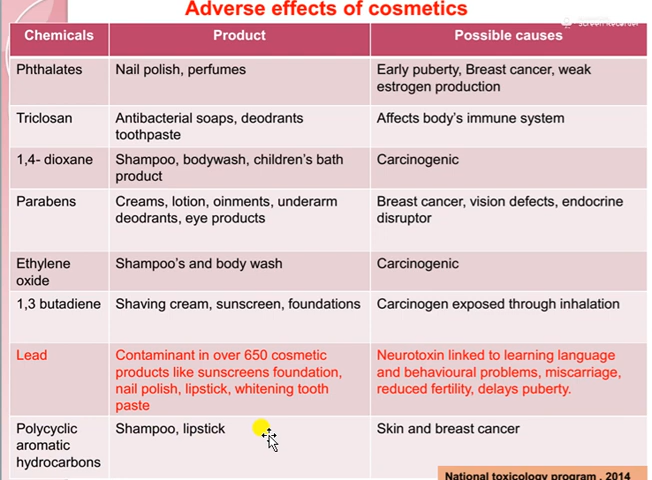 Adverse effects of cosmetics
Chemicals Product Possible causes
Phthalates Nail polish, perfumes Early puberty, Breast cancer, weak
estrogen production
Triclosan Antibacterial soaps, deodrants Affects body's immune system
toothpaste
1,4- dioxane Shampoo, bodywash, children's bath Carcinogenic
product
Parabens Creams, lotion, oinments, underarm Breast cancer, vision defects, endocrine
deodrants, eye products disruptor
Ethylene Shampoo's and body wash Carcinogenic
oxide
1,3 butadiene Shaving cream, sunscreen, foundations Carcinogen exposed through inhalation
Lead Contaminant in over 650 cosmetic Neurotoxin linked to learning language
products like sunscreens foundation, and behavioural problems, miscarriage,
nail polish, lipstick, whitening tooth reduced fertility, delays puberty.
paste
Polycyclic Shampoo, lipstick Skin and breast cancer
aromatic
hydrocarbons
National toxicology program , 2014